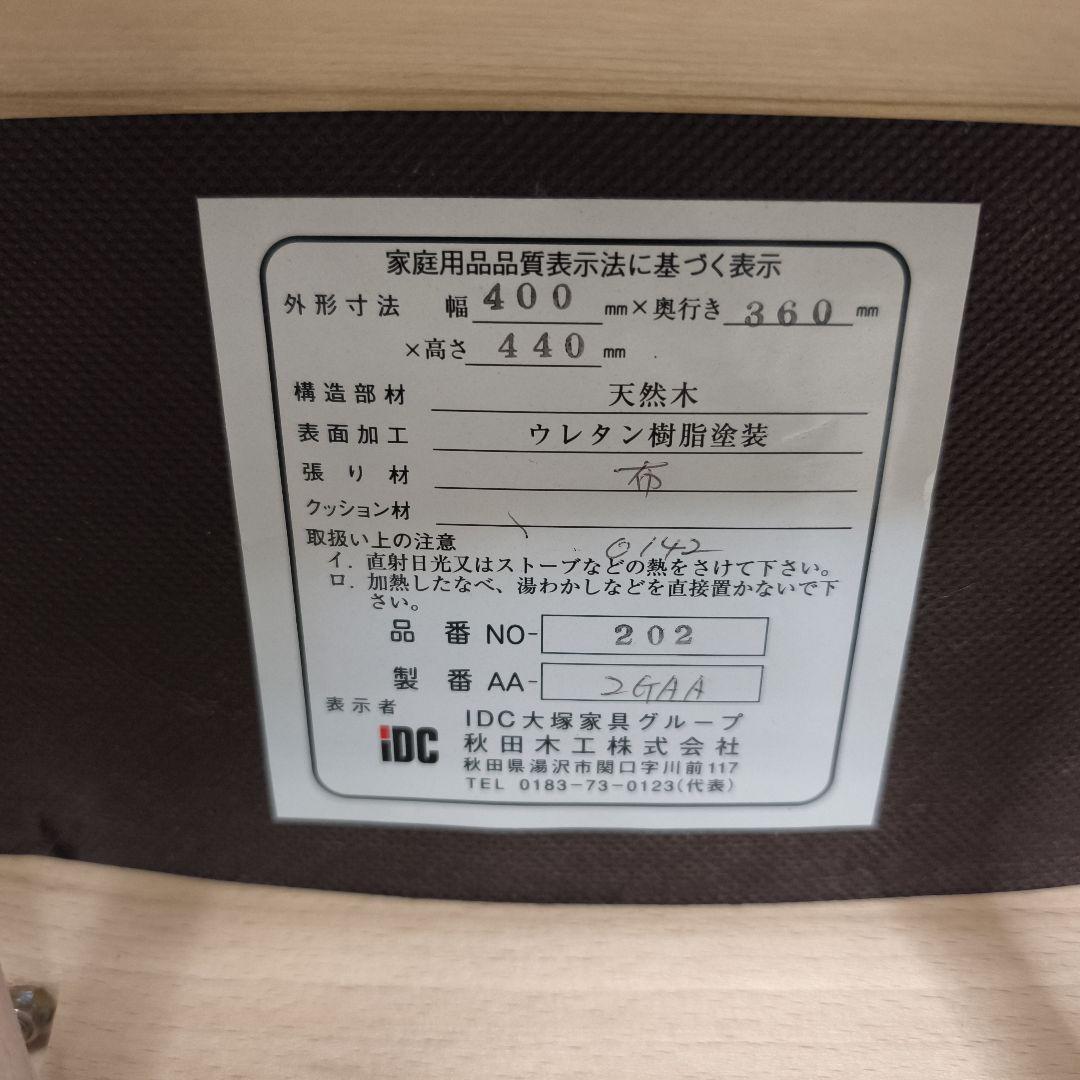 家庭用品品質表示法に基づく表示
外形寸法 幅 400 mm×奥行き 360 mm
×高さ 440 mm
構造部材 天然木
表面加工 ウレタン樹脂塗装
張り材 布
クッション材
取扱い上の注意 0142
イ.直射日光又はストーブなどの熱をさけて下さい。
ロ.加熱したなべ、湯わかしなどを直接置かないで下
さい。
品番 NO- 202
製番 AA- 2GAA
表示者
iDC
IDC大塚家具グループ
秋田木工株式会社
秋田県湯沢市関口字川前117
TEL 0183-73-0123(代表)